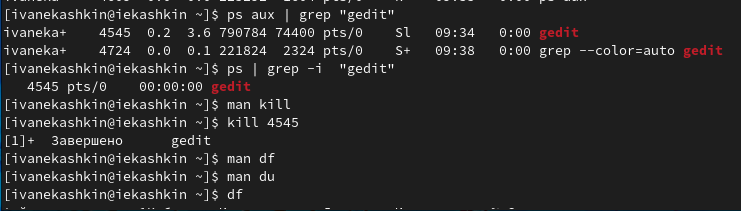 [ivanekashkin@iekashkin ~]$ ps aux | grep "gedit"
ivaneka+    4545  0.2  3.6 790784 74400 pts/0    Sl   09:34   0:00 gedit
ivaneka+    4724  0.0  0.1 221824  2324 pts/0    S+   09:38   0:00 grep --color=auto gedit
[ivanekashkin@iekashkin ~]$ ps | grep -i  "gedit"
   4545 pts/0    00:00:00 gedit
[ivanekashkin@iekashkin ~]$ man kill
[ivanekashkin@iekashkin ~]$ kill 4545
[1]+  Завершено      gedit
[ivanekashkin@iekashkin ~]$ man df
[ivanekashkin@iekashkin ~]$ man du
[ivanekashkin@iekashkin ~]$ df